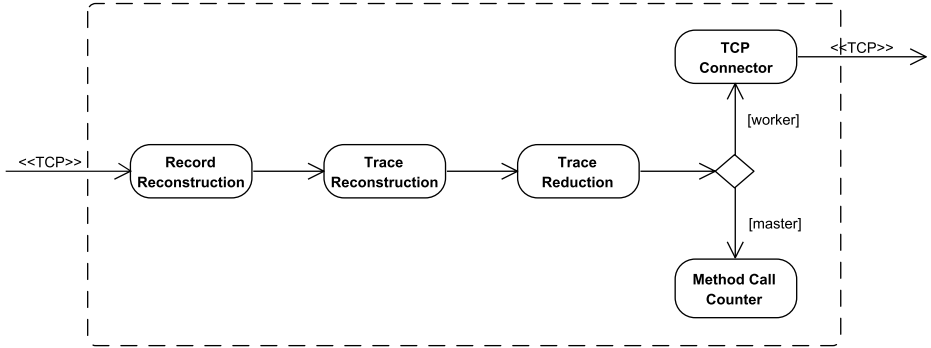 TCP
Connector
<<TCP>>
[worker]
<<TCP>>
Record
Reconstruction
Trace
Reconstruction
Trace
Reduction
[master]
Method Call
Counter